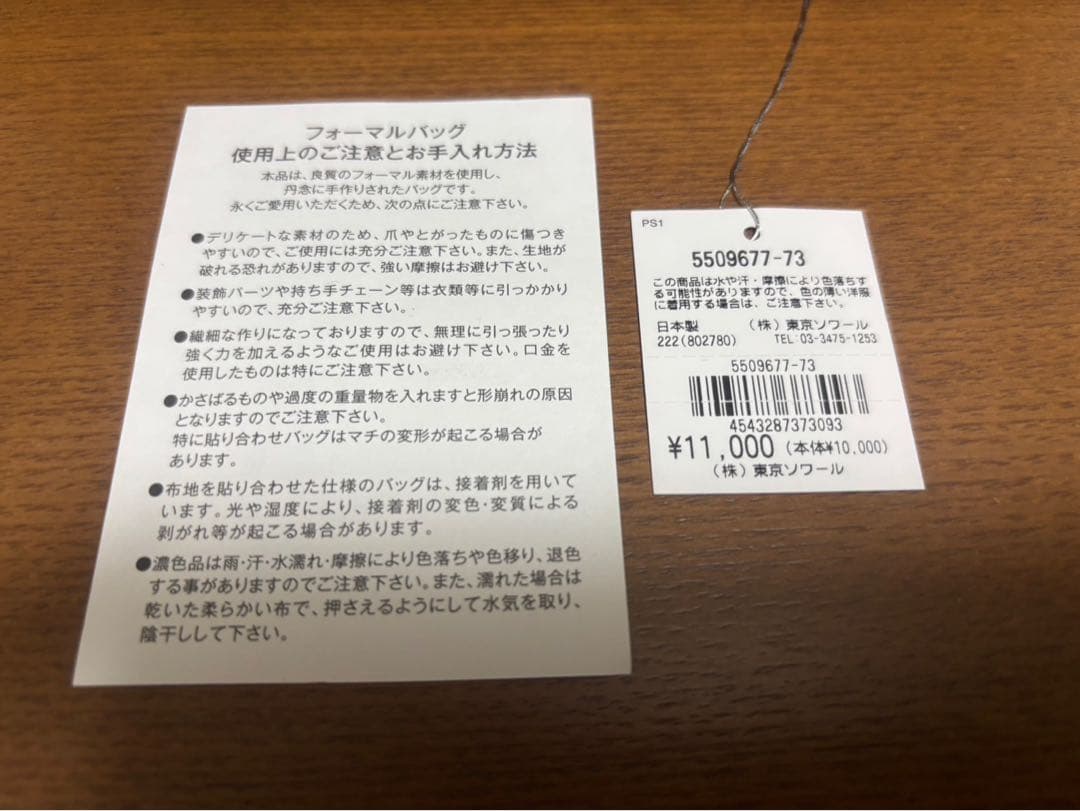 フォーマルバッグ
使用上のご注意とお手入れ方法
本品は、良質のフォーマル素材を使用し、
丹念に手作りされたバッグです。
永くご愛用いただくため、次の点にご注意下さい。
●デリケートな素材のため、爪やとがったものに傷つき
やすいので、ご使用には充分ご注意下さい。また、生地が
破れる恐れがありますので、強い摩擦はお避け下さい。
●装飾パーツや持ち手チェーン等は衣類等に引っかかり
やすいので、充分ご注意下さい。
●繊細な作りになっておりますので、無理に引っ張ったり
強く力を加えるようなご使用はお避け下さい。口金を
使用したものは特にご注意下さい。
●かさばるものや過度の重量物を入れますと形崩れの原因
となりますのでご注意下さい。
特に貼り合わせバッグはマチの変形が起こる場合が
あります。
●布地を貼り合わせた仕様のバッグは、接着剤を用いて
います。光や湿度により、接着剤の変色・変質による
剥がれ等が起こる場合があります。
●濃色品は雨・汗・水濡れ・摩擦により色落ちや色移り、退色
する事がありますのでご注意下さい。また、濡れた場合は
乾いた柔らかい布で、押さえるようにして水気を取り、
陰干しして下さい。
PS1
5509677-73
この商品は水や汗・摩擦により色落ちす
る可能性がありますので、色の薄い洋服
に着用する場合は、ご注意下さい。
日本製 (株)東京ソワール
222(802780) TEL:03-3475-1253
5509677-73
4543287373093
¥11,000 (本体¥10,000)
(株)東京ソワール